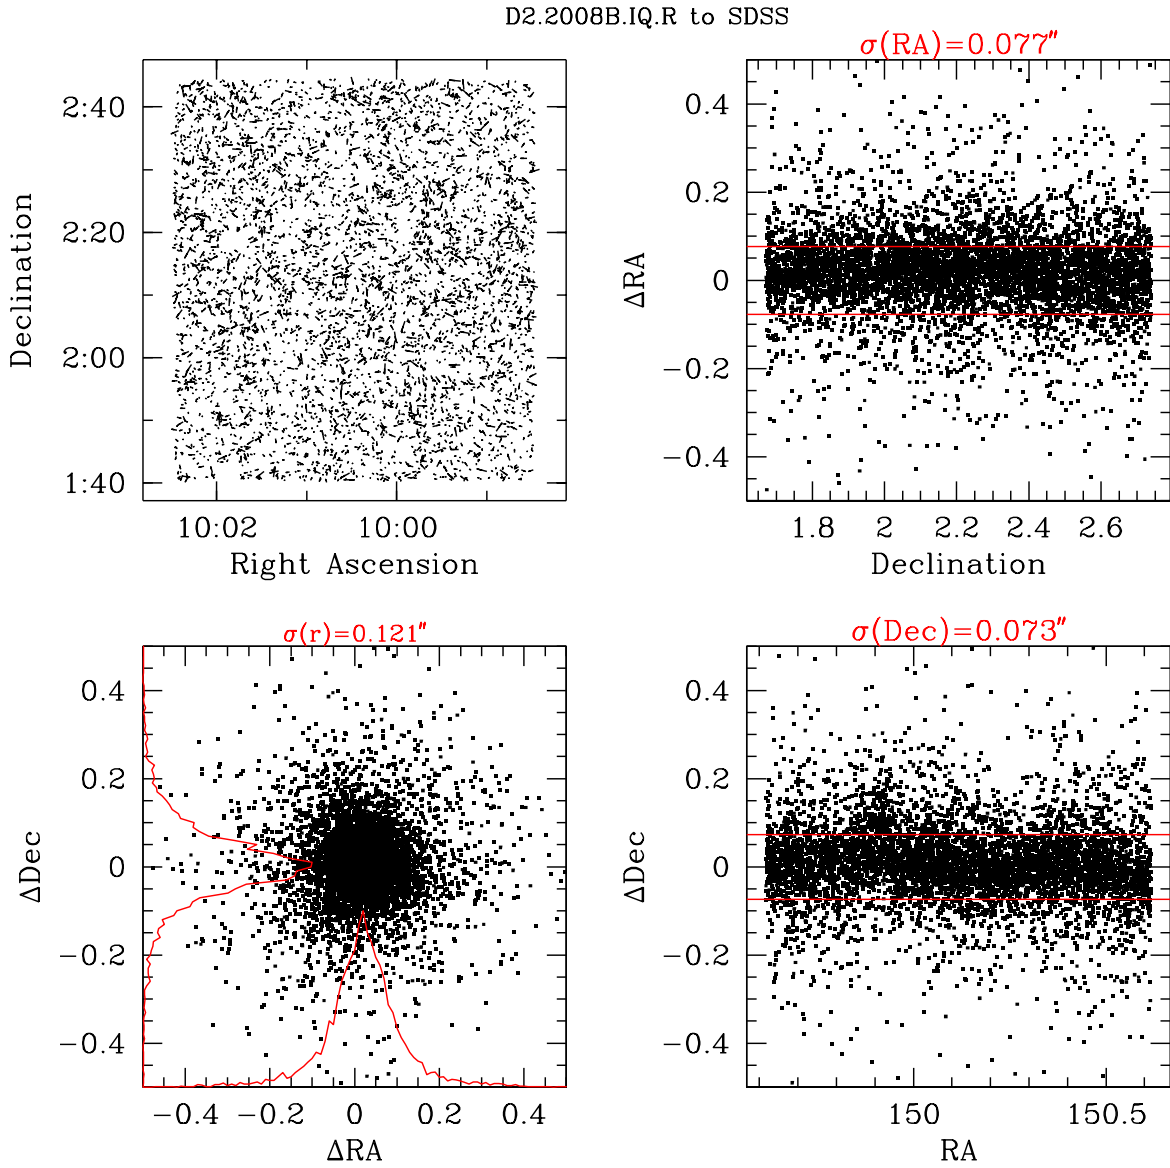 D2.2008B.IQ.R to SDSS
2:40
2:20
2:00
1:40
Declination
10:02 10:00
Right Ascension
σ(RA)=0.077″
0.4
0.2
0
−0.2
−0.4
ΔRA
1.8 2 2.2 2.4 2.6
Declination
σ(r)=0.121″
0.4
0.2
0
−0.2
−0.4
ΔDec
−0.4 −0.2 0 0.2 0.4
ΔRA
σ(Dec)=0.073″
0.4
0.2
0
−0.2
−0.4
ΔDec
150 150.5
RA